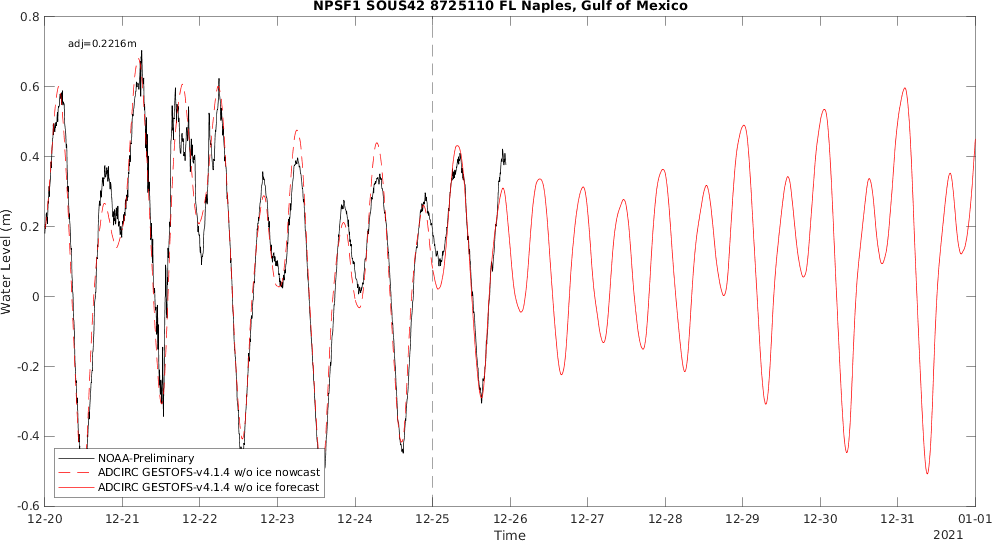 NPSF1 SOUS42 8725110 FL Naples, Gulf of Mexico
adj=0.2216m
0.8
0.6
0.4
0.2
0
-0.2
-0.4
-0.6
Water Level (m)
NOAA-Preliminary
ADCIRC GESTOFS-v4.1.4 w/o ice nowcast
ADCIRC GESTOFS-v4.1.4 w/o ice forecast
12-20 12-21 12-22 12-23 12-24 12-25 12-26 12-27 12-28 12-29 12-30 12-31 01-01
Time
2021